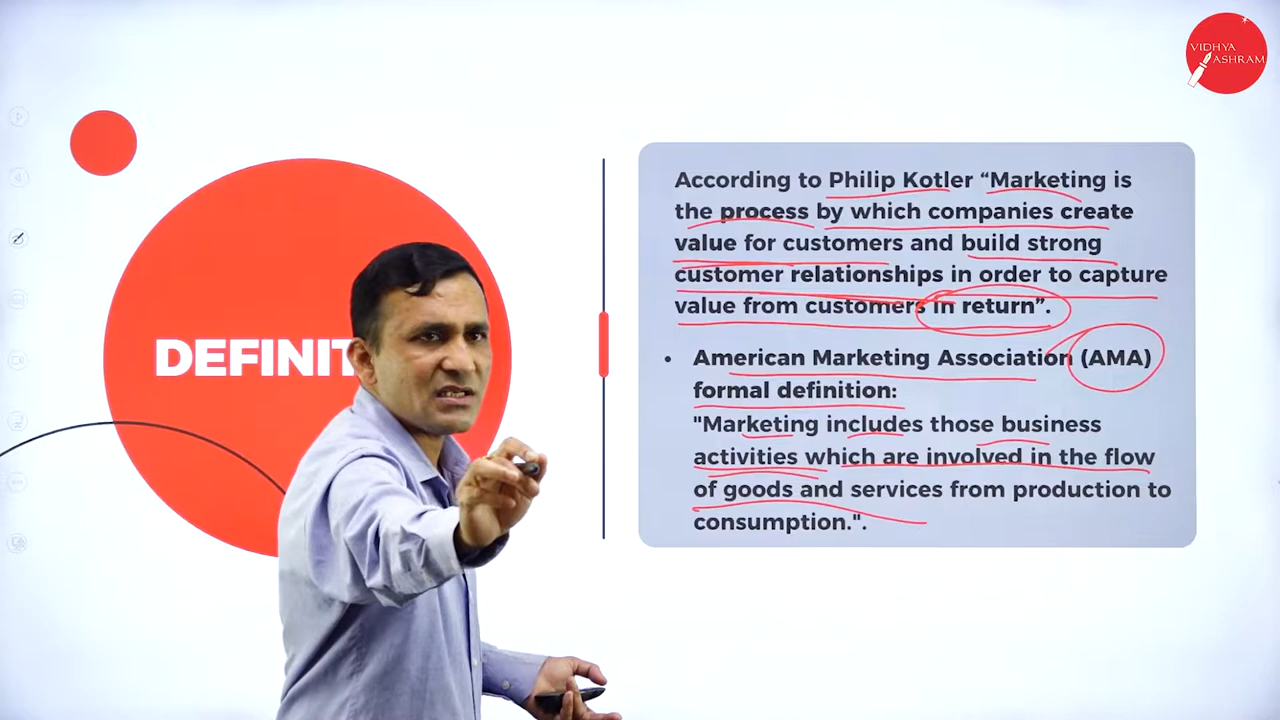 VIDHYA
ASHRAM
DEFINIT
According to Philip Kotler “Marketing is
the process by which companies create
value for customers and build strong
customer relationships in order to capture
value from customers in return”.
• American Marketing Association (AMA)
formal definition:
"Marketing includes those business
activities which are involved in the flow
of goods and services from production to
consumption.".